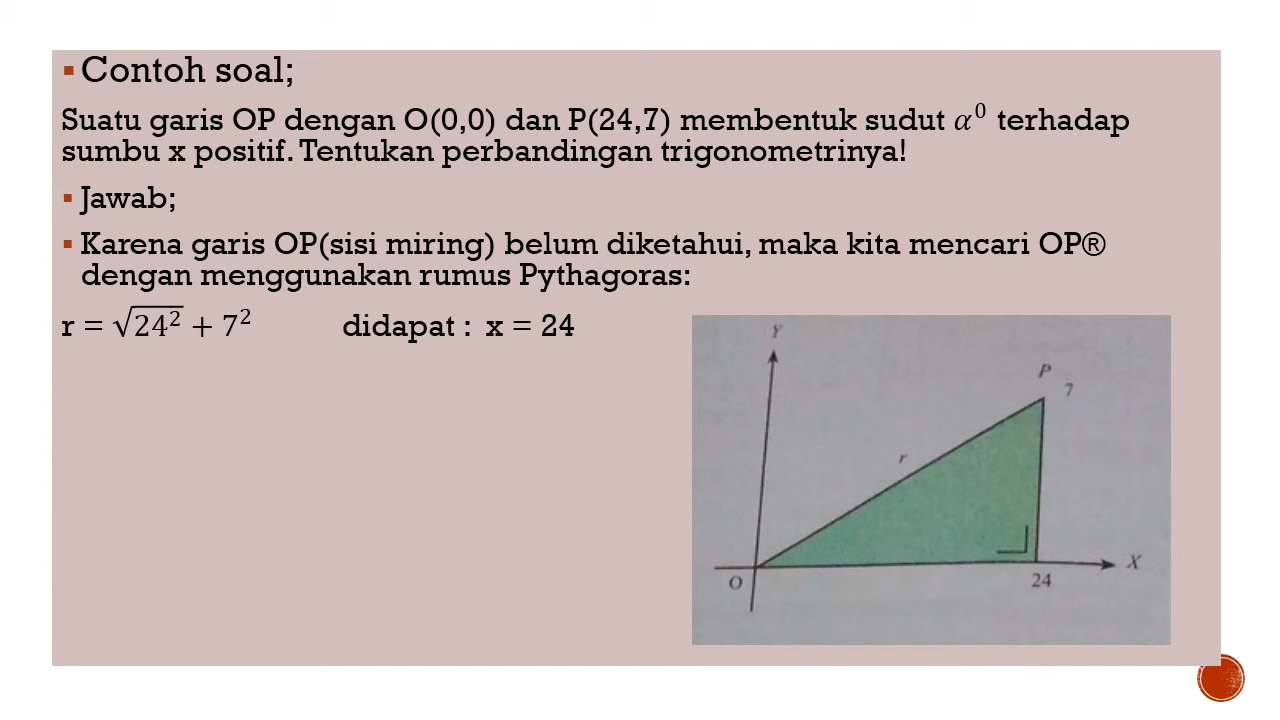 Contoh soal;
Suatu garis OP dengan O(0,0) dan P(24,7) membentuk sudut α⁰ terhadap
sumbu x positif. Tentukan perbandingan trigonometrinya!
Jawab;
Karena garis OP(sisi miring) belum diketahui, maka kita mencari OP®
dengan menggunakan rumus Pythagoras:
r = √24² + 7² didapat : x = 24
Y
P
7
r
O
24
X